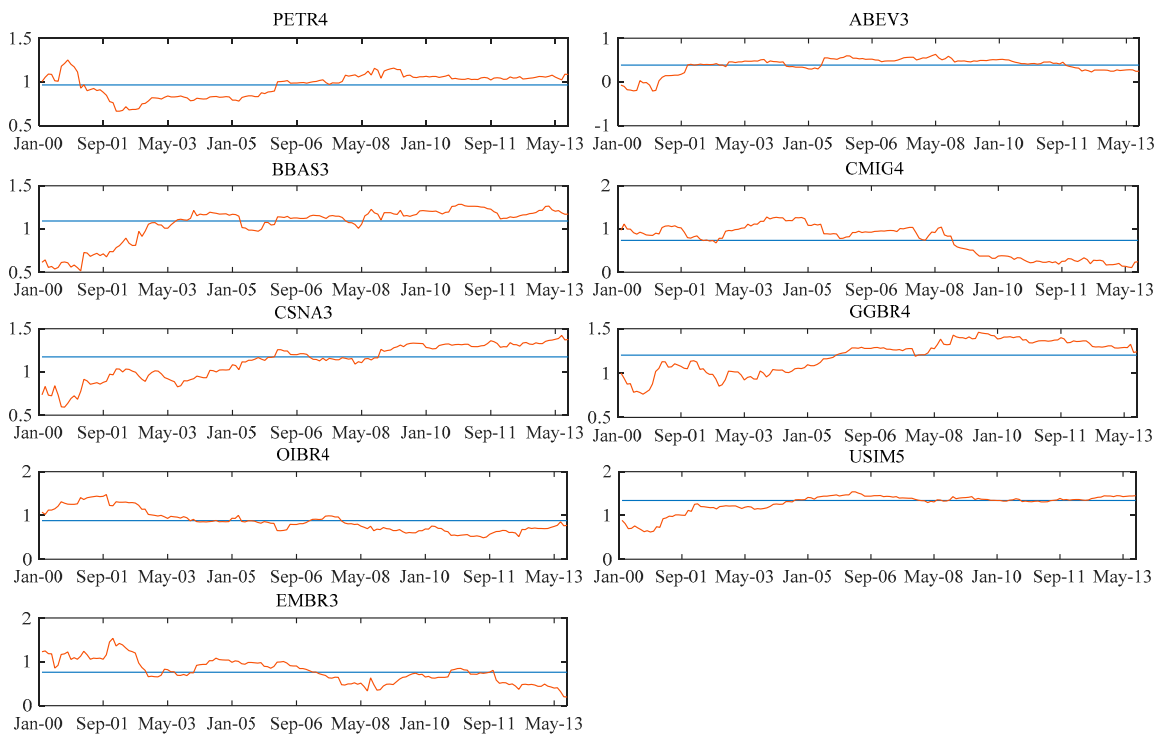 PETR4
1.5
1
0.5
Jan-00 Sep-01 May-03 Jan-05 Sep-06 May-08 Jan-10 Sep-11 May-13
ABEV3
1
0
-1
Jan-00 Sep-01 May-03 Jan-05 Sep-06 May-08 Jan-10 Sep-11 May-13
BBAS3
1.5
1
0.5
Jan-00 Sep-01 May-03 Jan-05 Sep-06 May-08 Jan-10 Sep-11 May-13
CMIG4
2
1
0
Jan-00 Sep-01 May-03 Jan-05 Sep-06 May-08 Jan-10 Sep-11 May-13
CSNA3
1.5
1
0.5
Jan-00 Sep-01 May-03 Jan-05 Sep-06 May-08 Jan-10 Sep-11 May-13
GGBR4
1.5
1
0.5
Jan-00 Sep-01 May-03 Jan-05 Sep-06 May-08 Jan-10 Sep-11 May-13
OIBR4
2
1
0
Jan-00 Sep-01 May-03 Jan-05 Sep-06 May-08 Jan-10 Sep-11 May-13
USIM5
2
1
0
Jan-00 Sep-01 May-03 Jan-05 Sep-06 May-08 Jan-10 Sep-11 May-13
EMBR3
2
1
0
Jan-00 Sep-01 May-03 Jan-05 Sep-06 May-08 Jan-10 Sep-11 May-13